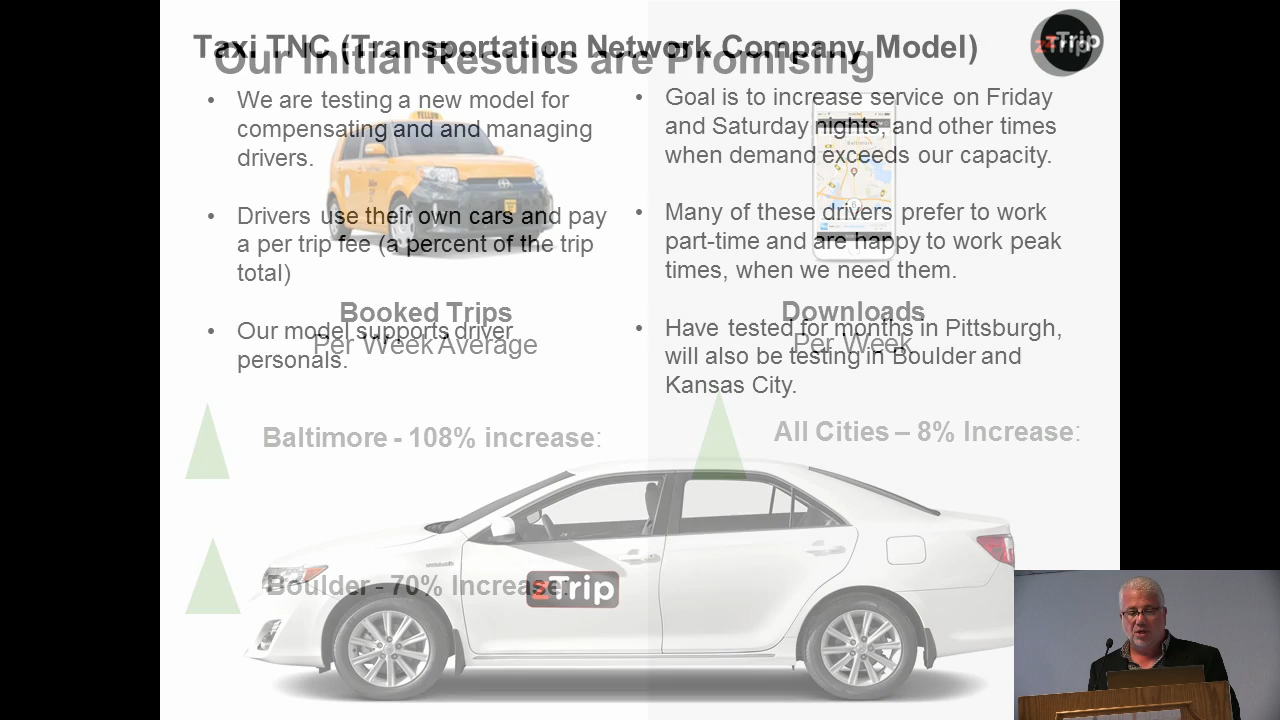 Taxi TNC (Transportation Network Company Model)
Our Initial Results are Promising
zTrip
• We are testing a new model for
compensating and and managing
drivers.
• Drivers use their own cars and pay
a per trip fee (a percent of the trip
total)
• Our model supports driver
personals.
• Goal is to increase service on Friday
and Saturday nights, and other times
when demand exceeds our capacity.
• Many of these drivers prefer to work
part-time and are happy to work peak
times, when we need them.
• Have tested for months in Pittsburgh,
will also be testing in Boulder and
Kansas City.
YELLOW
Baltimore
Booked Trips
Per Week Average
Downloads
Per Week
Baltimore - 108% increase:
All Cities – 8% Increase:
Boulder - 70% Increase:
zTrip